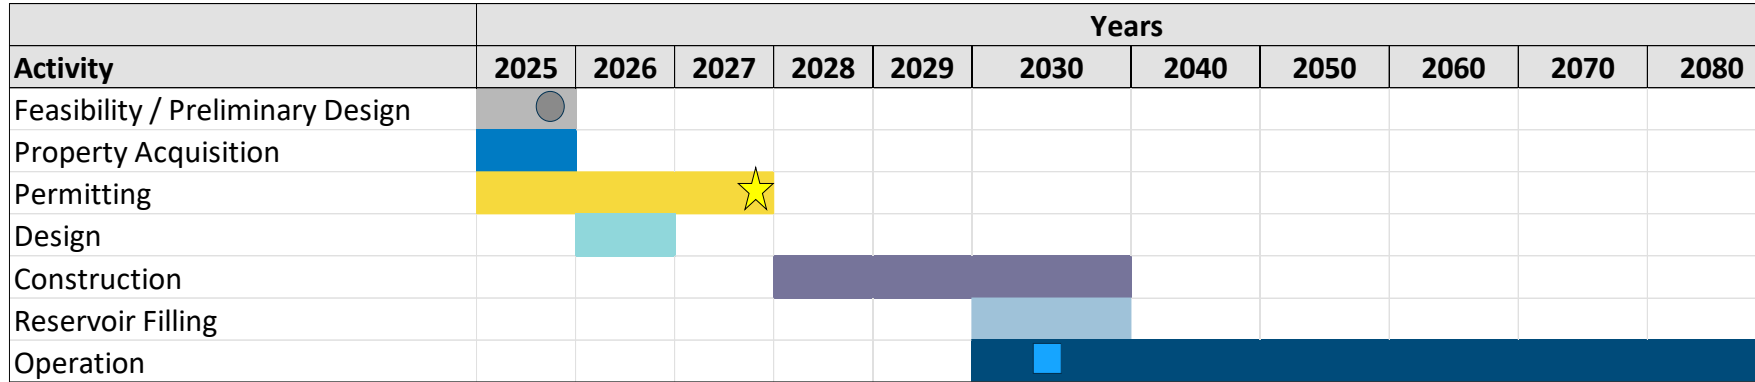 Years
Activity 2025 2026 2027 2028 2029 2030 2040 2050 2060 2070 2080
Feasibility / Preliminary Design
Property Acquisition
Permitting
Design
Construction
Reservoir Filling
Operation